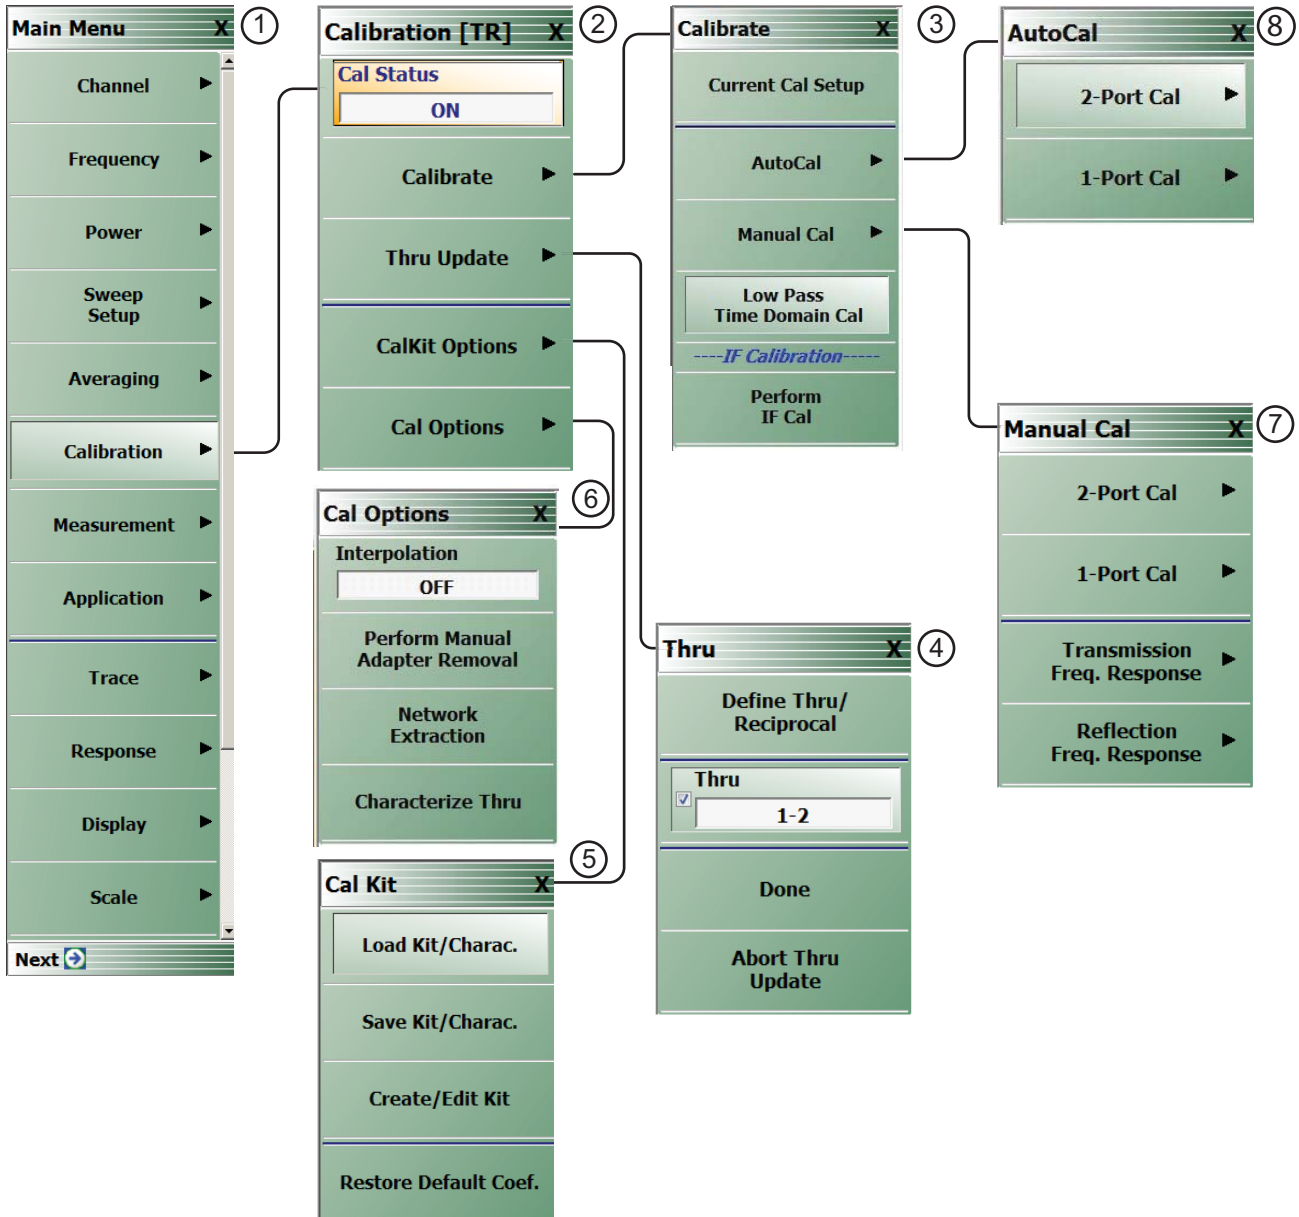 Main Menu X
1
Channel
Frequency
Power
Sweep
Setup
Averaging
Calibration
Measurement
Application
Trace
Response
Display
Scale
Next
Calibration [TR] X
2
Cal Status
ON
Calibrate
Thru Update
CalKit Options
Cal Options
Calibrate X
3
Current Cal Setup
AutoCal
Manual Cal
Low Pass
Time Domain Cal
----IF Calibration-----
Perform
IF Cal
AutoCal X
8
2-Port Cal
1-Port Cal
Manual Cal X
7
2-Port Cal
1-Port Cal
Transmission
Freq. Response
Reflection
Freq. Response
Cal Options X
6
Interpolation
OFF
Perform Manual
Adapter Removal
Network
Extraction
Characterize Thru
Thru X
4
Define Thru/
Reciprocal
Thru
1-2
Done
Abort Thru
Update
Cal Kit X
5
Load Kit/Charac.
Save Kit/Charac.
Create/Edit Kit
Restore Default Coef.